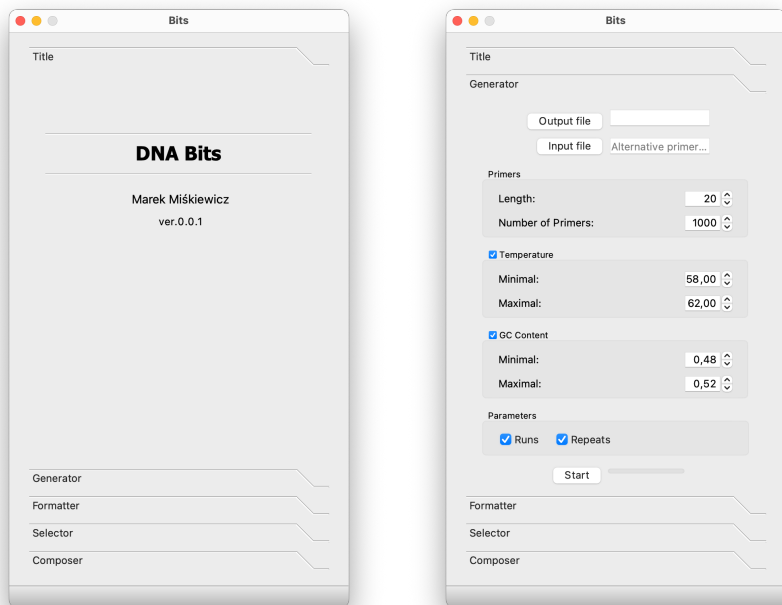 Bits
Title
DNA Bits
Marek Miśkiewicz
ver.0.0.1
Generator
Formatter
Selector
Composer
Bits
Title
Generator
Output file
Input file Alternative primer...
Primers
Length: 20
Number of Primers: 1000
Temperature
Minimal: 58,00
Maximal: 62,00
GC Content
Minimal: 0,48
Maximal: 0,52
Parameters
Runs Repeats
Start
Formatter
Selector
Composer